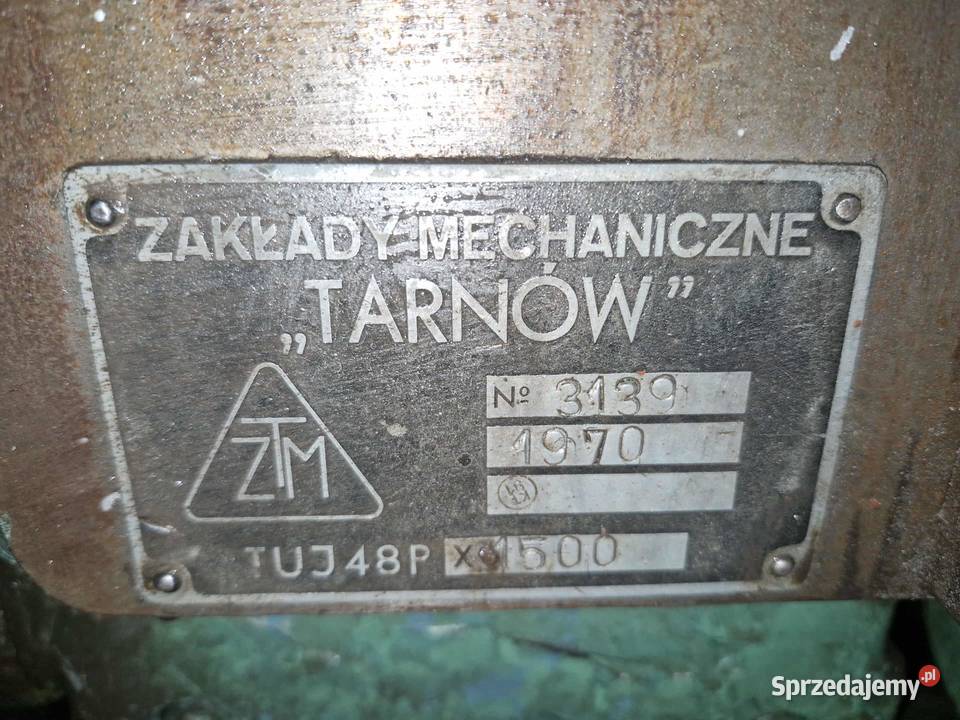 ZAKŁADY MECHANICZNE
„TARNÓW”
ZTM
№ 3139
1970
TUJ48P x 1500
Sprzedajemy.pl